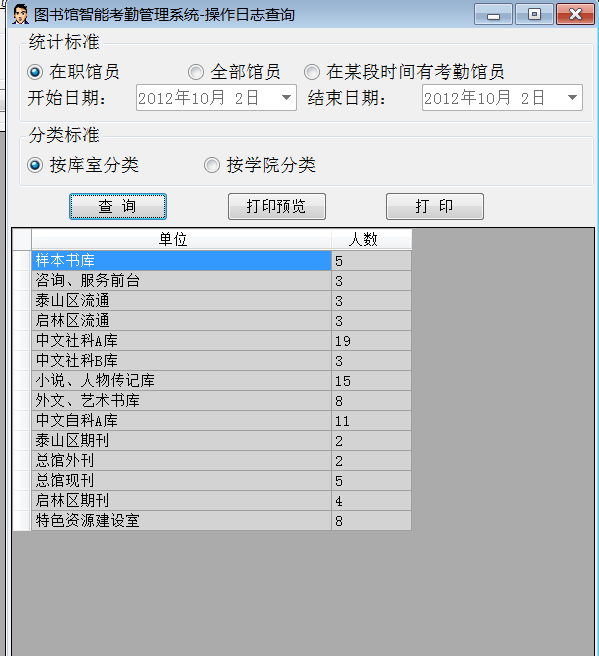 图书馆智能考勤管理系统-操作日志查询
统计标准
在职馆员 全部馆员 在某段时间有考勤馆员
开始日期: 2012年10月 2日 结束日期: 2012年10月 2日
分类标准
按库室分类 按学院分类
查 询 打印预览 打 印
单位 人数
样本书库 5
咨询、服务前台 3
泰山区流通 3
启林区流通 3
中文社科A库 19
中文社科B库 3
小说、人物传记库 15
外文、艺术书库 8
中文自科A库 11
泰山区期刊 2
总馆外刊 2
总馆现刊 5
启林区期刊 4
特色资源建设室 8